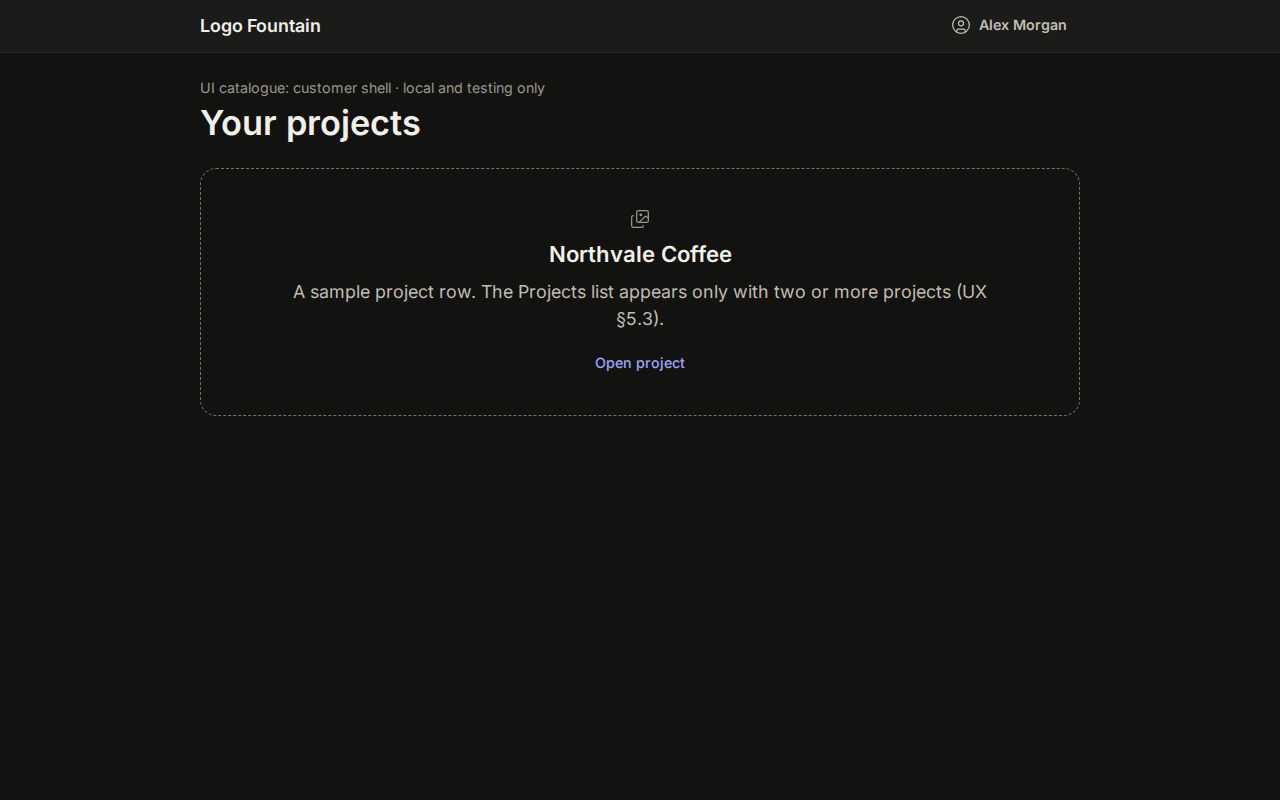 Logo Fountain
Alex Morgan
UI catalogue: customer shell · local and testing only
Your projects
Northvale Coffee
A sample project row. The Projects list appears only with two or more projects (UX
§5.3).
Open project